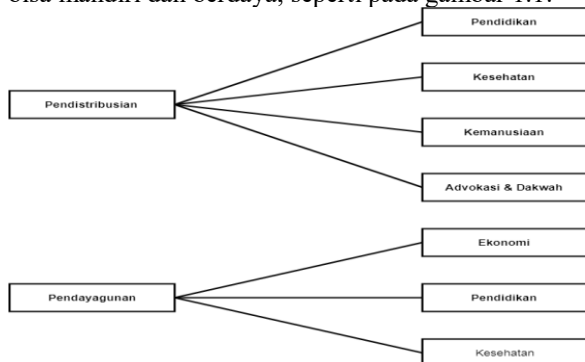 bisa mandiri dan berdaya, seperti pada gambar 1.1.
Pendidikan
Kesehatan
Pendistribusian
Kemanusiaan
Advokasi & Dakwah
Ekonomi
Pendayagunan
Pendidikan
Kesehatan